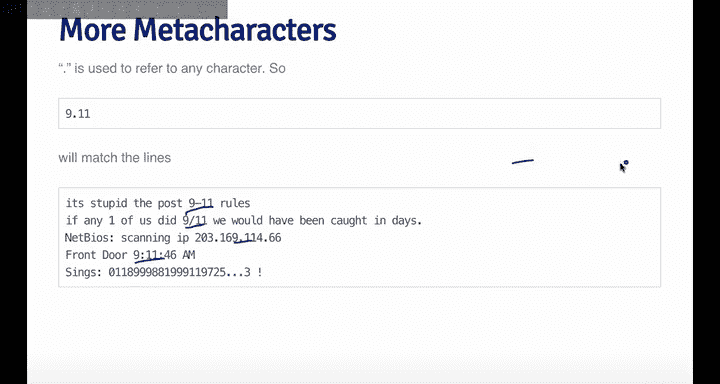 More Metacharacters
“.” is used to refer to any character. So
9.11
will match the lines
its stupid the post 9-11 rules
if any 1 of us did 9/11 we would have been caught in days.
NetBios: scanning ip 203.169.114.66
Front Door 9:11:46 AM
Sings: 0118999881999119725...3 !